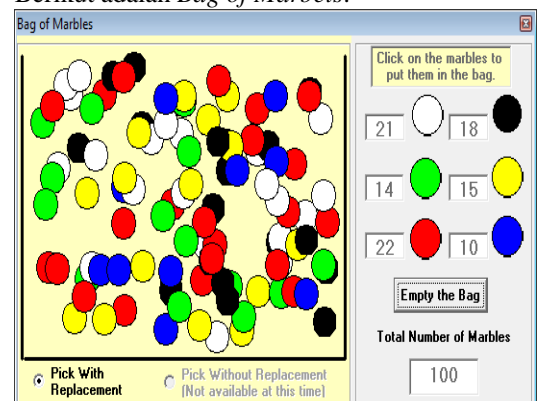 Berikut adalah Bag of Marbels:
Bag of Marbles
Click on the marbles to
put them in the bag.
21 18
14 15
22 10
Empty the Bag
Total Number of Marbles
100
Pick With
Replacement
Pick Without Replacement
(Not available at this time)